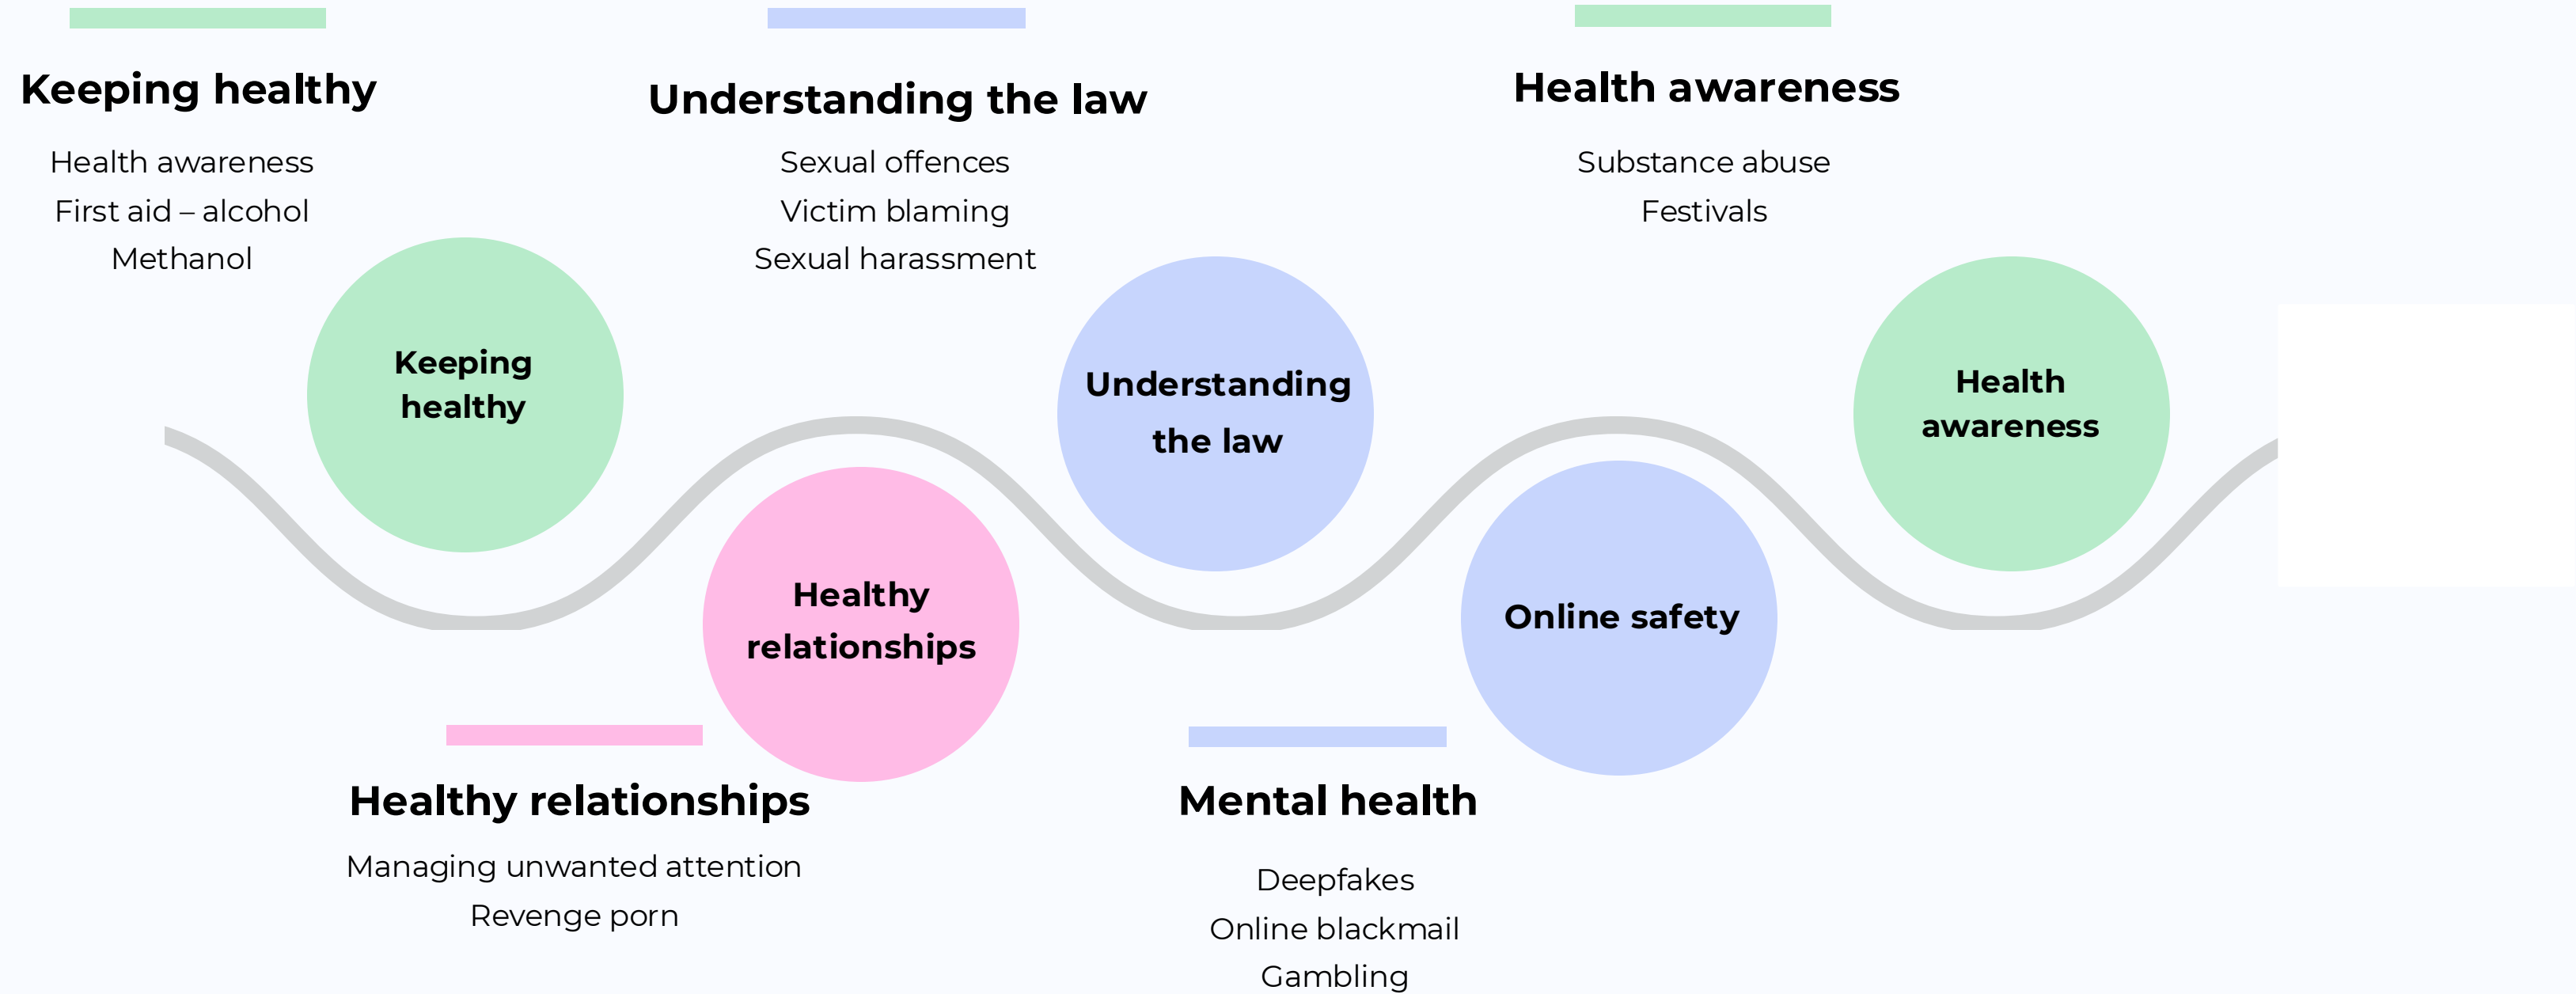 Keeping healthy
Health awareness
First aid – alcohol
Methanol
Understanding the law
Sexual offences
Victim blaming
Sexual harassment
Health awareness
Substance abuse
Festivals
Keeping
healthy
Healthy
relationships
Understanding
the law
Online safety
Health
awareness
Healthy relationships
Managing unwanted attention
Revenge porn
Mental health
Deepfakes
Online blackmail
Gambling